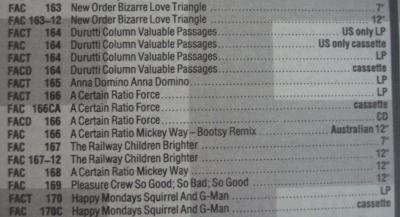 FAC 163 New Order Bizarre Love Triangle 7"
FAC 163-12 New Order Bizarre Love Triangle 12"
FACT 164 Durutti Column Valuable Passages US only LP
FACT 164 Durutti Column Valuable Passages US only cassette
FACT 164 Durutti Column Valuable Passages LP
FACD 164 Durutti Column Valuable Passages cassette
FACT 165 Anna Domino Anna Domino LP
FACT 166 A Certain Ratio Force LP
FAC 166CA A Certain Ratio Force cassette
FACD 166 A Certain Ratio Force CD
FAC 166 A Certain Ratio Mickey Way – Bootsy Remix Australian 12"
FAC 167 The Railway Children Brighter 7"
FAC 167-12 The Railway Children Brighter 12"
FAC 168 A Certain Ratio Mickey Way 12"
FAC 169 Pleasure Crew So Good; So Bad; So Good 12"
FACT 170 Happy Mondays Squirrel And G-Man LP
FAC 170C Happy Mondays Squirrel And G-Man cassette